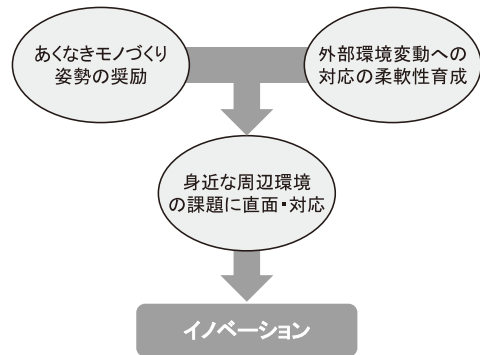 あくなきモノづくり
姿勢の奨励
外部環境変動への
対応の柔軟性育成
身近な周辺環境
の課題に直面・対応
イノベーション